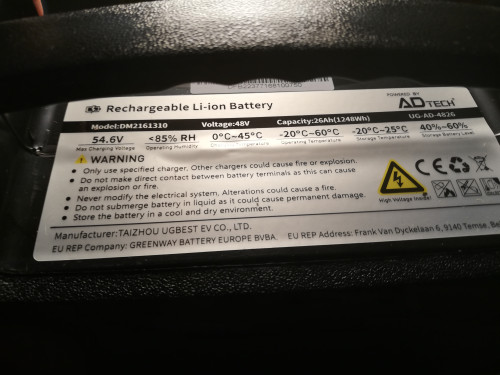 Rechargeable Li-ion Battery
POWERED BY
ADTECH
Model:DM2161310 Voltage:48V Capacity:26Ah(1248Wh) UG-AD-4826
54.6V <85% RH 0°C~45°C -20°C~60°C -20°C~25°C 40%~60%
Max Charging Voltage Operating Humidity Charging Temperature Operating Temperature Storage Temperature Storage Battery Level
WARNING
• Only use specified charger. Other chargers could cause fire or explosion.
• Do not make direct contact between battery terminals as this can cause
an explosion or fire.
• Never modify the electrical system. Alterations could cause a fire.
• Do not submerge battery in liquid as it could cause permanent damage.
• Store the battery in a cool and dry environment.
High Voltage Inside!
CE
Manufacturer: TAIZHOU UGBEST EV CO., LTD.
EU REP Company: GREENWAY BATTERY EUROPE BVBA. EU REP Address: Frank Van Dyckelaan 6, 9140 Temse, Be